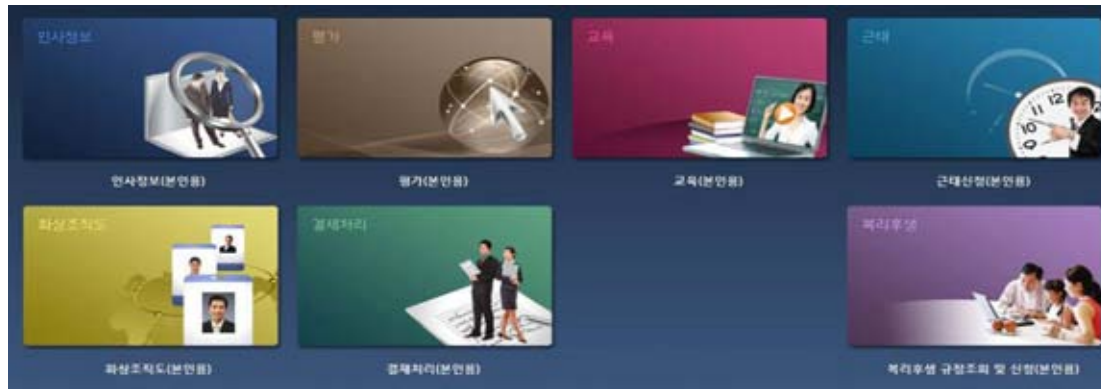 인사정보
평가
교육
근태
인사정보(본인용)
평가(본인용)
교육(본인용)
근태신청(본인용)
화상조직도
결재처리
복리후생
화상조직도(본인용)
결재처리(본인용)
복리후생 규정조회 및 신청(본인용)